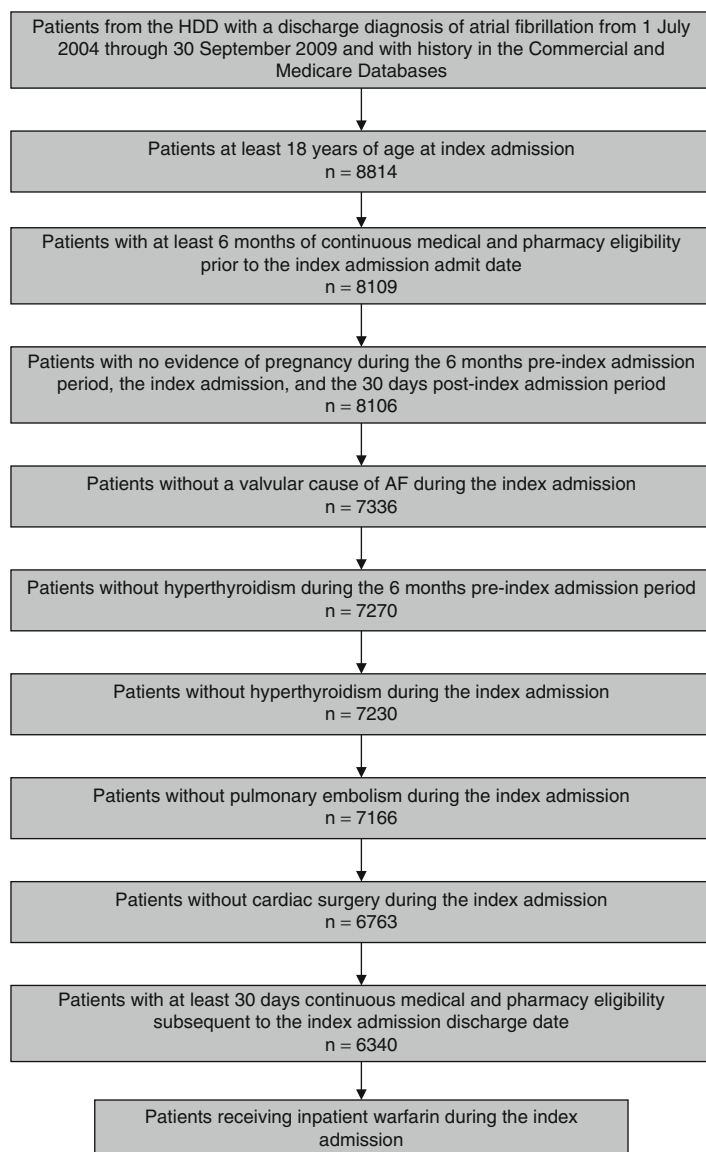 Patients from the HDD with a discharge diagnosis of atrial fibrillation from 1 July
2004 through 30 September 2009 and with history in the Commercial and
Medicare Databases
Patients at least 18 years of age at index admission
n = 8814
Patients with at least 6 months of continuous medical and pharmacy eligibility
prior to the index admission admit date
n = 8109
Patients with no evidence of pregnancy during the 6 months pre-index admission
period, the index admission, and the 30 days post-index admission period
n = 8106
Patients without a valvular cause of AF during the index admission
n = 7336
Patients without hyperthyroidism during the 6 months pre-index admission period
n = 7270
Patients without hyperthyroidism during the index admission
n = 7230
Patients without pulmonary embolism during the index admission
n = 7166
Patients without cardiac surgery during the index admission
n = 6763
Patients with at least 30 days continuous medical and pharmacy eligibility
subsequent to the index admission discharge date
n = 6340
Patients receiving inpatient warfarin during the index
admission